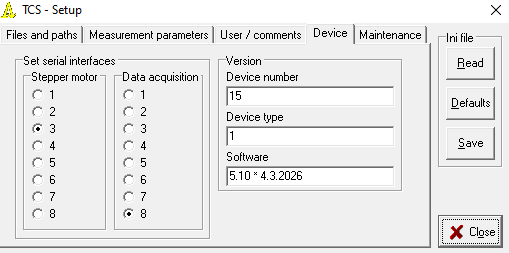 TCS - Setup
Files and paths
Measurement parameters
User / comments
Device
Maintenance
Set serial interfaces
Stepper motor
1
2
3
4
5
6
7
8
Data acquisition
1
2
3
4
5
6
7
8
Version
Device number
15
Device type
1
Software
5.10 * 4.3.2026
Ini file
Read
Defaults
Save
Close